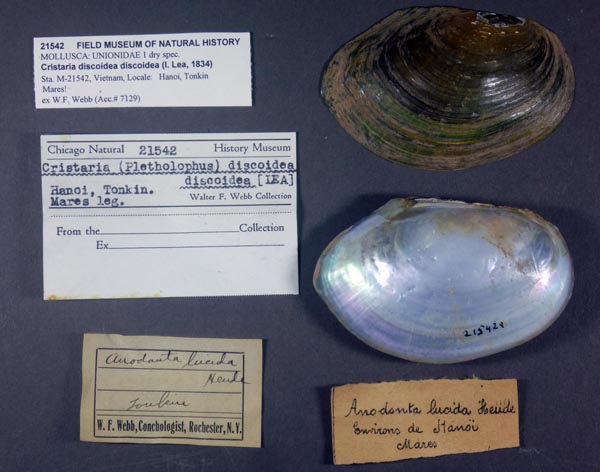 21542 FIELD MUSEUM OF NATURAL HISTORY
MOLLUSCA: UNIONIDAE 1 dry spec.
Cristaria discoidea discoidea (I. Lea, 1834)
Sta. M-21542, Vietnam, Locale: Hanoi, Tonkin
Mares!
ex W.F. Webb (Acc.# 7129)
Chicago Natural 21542 History Museum
Cristaria (Pletholophus) discoidea
discoidea [LEA]
Hanoi, Tonkin.
Mares leg. Walter F. Webb Collection
From the Collection
Ex
Anodonta lucida
Heude
Tonkin
W. F. Webb, Conchologist, Rochester, N.Y.
Anodonta lucida Heude
Environs de Hanoï
Mares